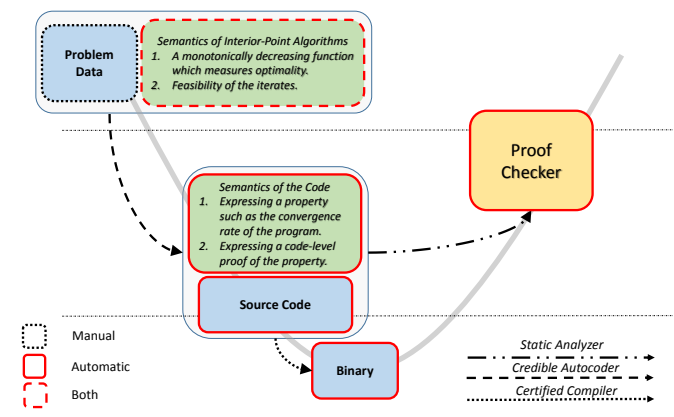 Problem
Data
Semantics of Interior-Point Algorithms
1. A monotonically decreasing function
which measures optimality.
2. Feasibility of the iterates.
Proof
Checker
Semantics of the Code
1. Expressing a property
such as the convergence
rate of the program.
2. Expressing a code-level
proof of the property.
Source Code
Binary
Manual
Automatic
Both
Static Analyzer
Credible Autocoder
Certified Compiler